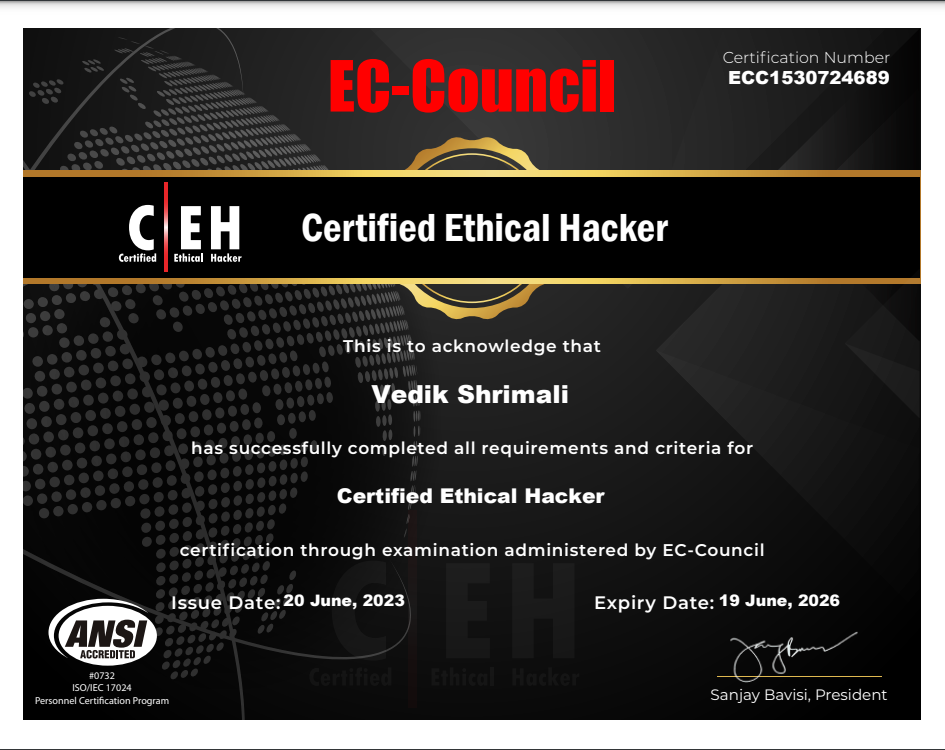 EC-Council
Certification Number
ECC1530724689
C EH
Certified Ethical Hacker
Certified Ethical Hacker
This is to acknowledge that
Vedik Shrimali
has successfully completed all requirements and criteria for
Certified Ethical Hacker
certification through examination administered by EC-Council
Issue Date: 20 June, 2023
Expiry Date: 19 June, 2026
C EH
Certified Ethical Hacker
ANSI
ACCREDITED
#0732
ISO/IEC 17024
Personnel Certification Program
Sanjay Bavisi, President